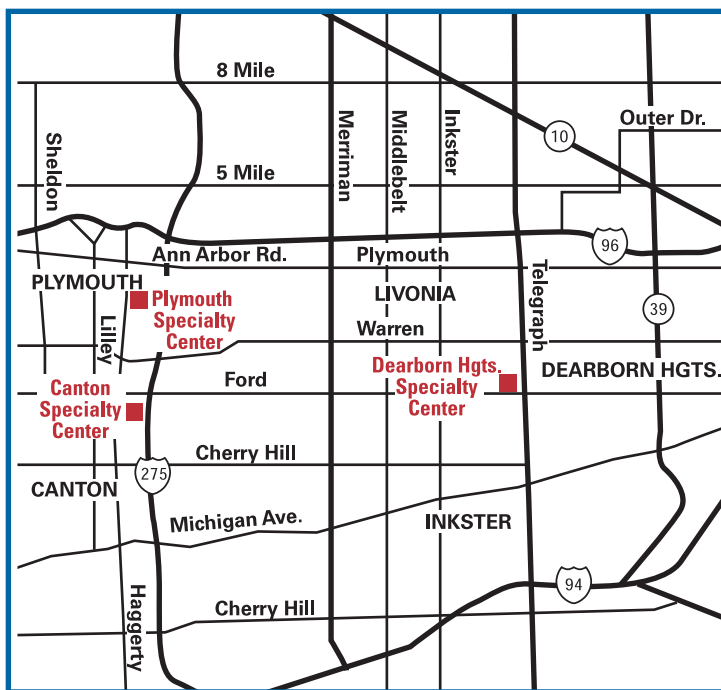 8 Mile
Sheldon
Merriman
Middlebelt
Inkster
Outer Dr.
10
5 Mile
96
Ann Arbor Rd.
Plymouth
PLYMOUTH
LIVONIA
Telegraph
Plymouth
Specialty
Center
39
Lilley
Warren
Dearborn Hgts.
Specialty
Center
DEARBORN HGTS.
Canton
Specialty
Center
Ford
Cherry Hill
275
CANTON
Michigan Ave.
INKSTER
94
Haggerty
Cherry Hill